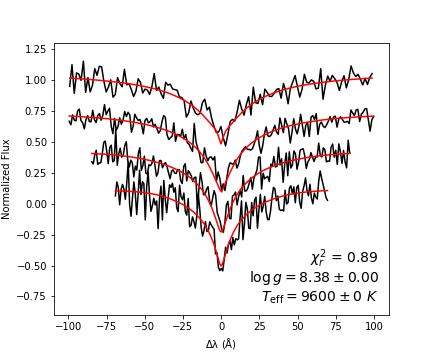 1.25
1.00
0.75
0.50
0.25
0.00
−0.25
−0.50
−0.75
Normalized Flux
χ²ᵣ = 0.89
log g = 8.38 ± 0.00
T_eff = 9600 ± 0 K
−100 −75 −50 −25 0 25 50 75 100
Δλ (Å)